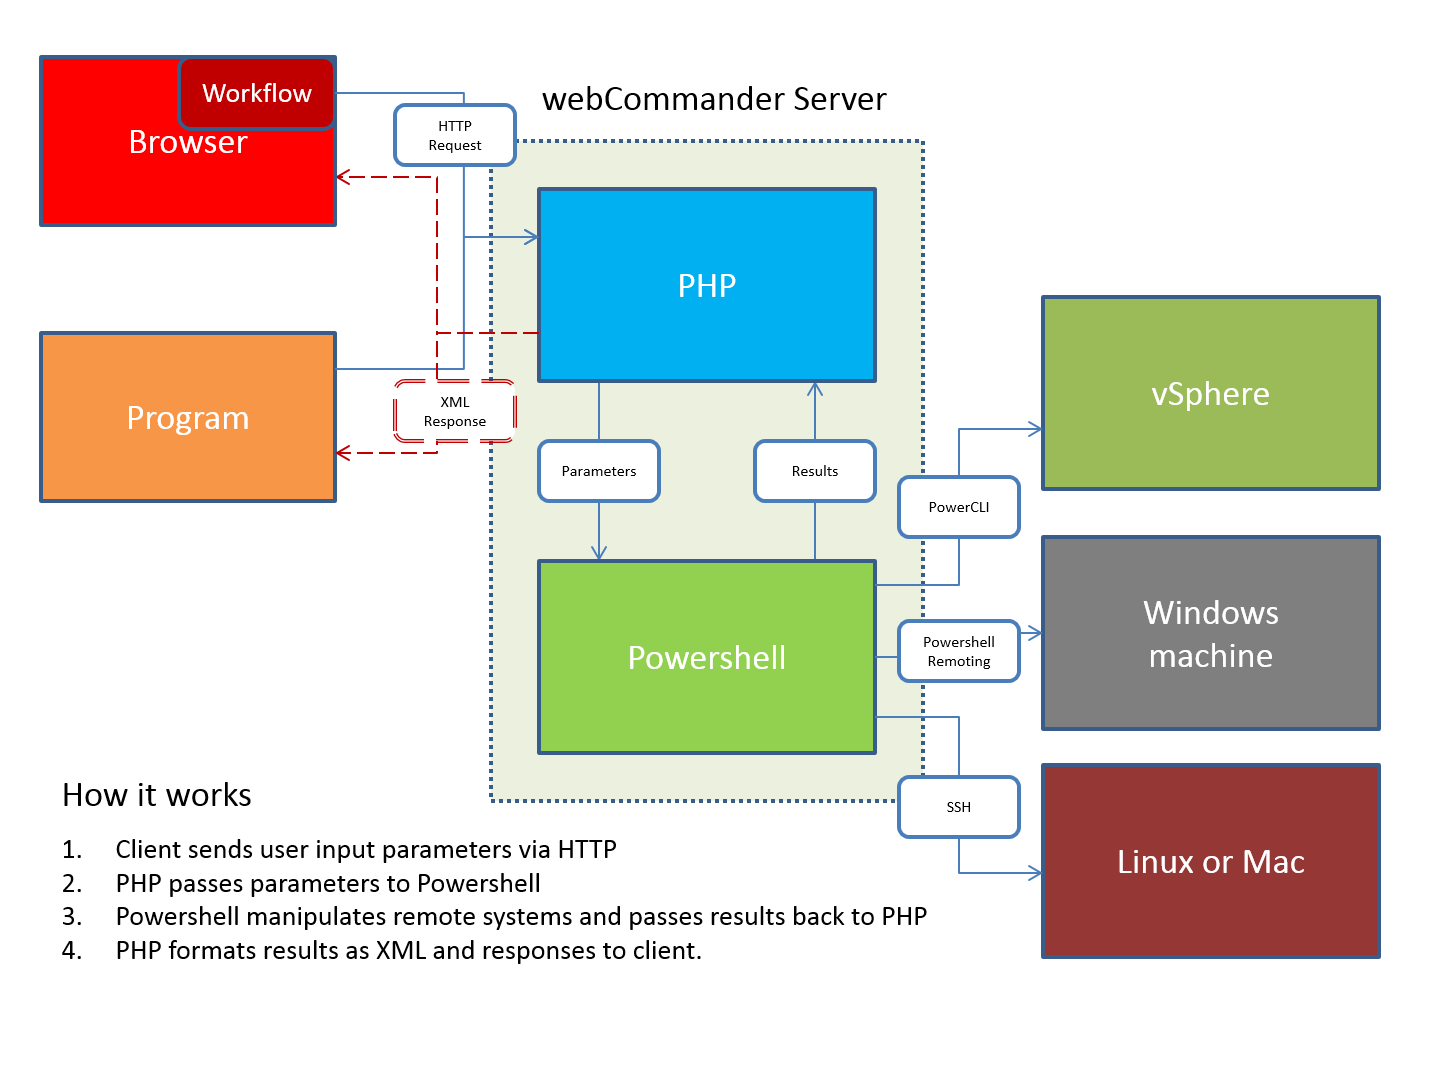 Workflow
Browser
HTTP
Request
webCommander Server
PHP
Program
XML
Response
Parameters
Results
PowerCLI
vSphere
Powershell
Powershell
Remoting
Windows
machine
SSH
Linux or Mac
How it works
1. Client sends user input parameters via HTTP
2. PHP passes parameters to Powershell
3. Powershell manipulates remote systems and passes results back to PHP
4. PHP formats results as XML and responses to client.